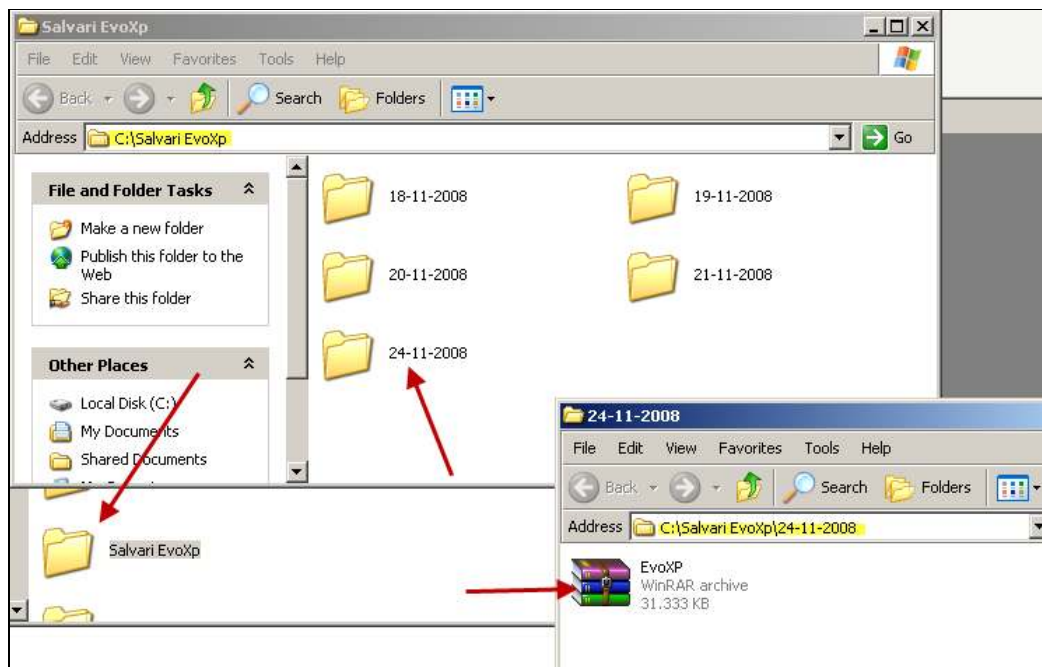 Salvari EvoXp
File Edit View Favorites Tools Help
Back Search Folders
Address C:\Salvari EvoXp Go
File and Folder Tasks
Make a new folder
Publish this folder to the
Web
Share this folder
Other Places
Local Disk (C:)
My Documents
Shared Documents
18-11-2008
19-11-2008
20-11-2008
21-11-2008
24-11-2008
Salvari EvoXp
24-11-2008
File Edit View Favorites Tools Help
Back Search Folders
Address C:\Salvari EvoXp\24-11-2008
EvoXP
WinRAR archive
31.333 KB